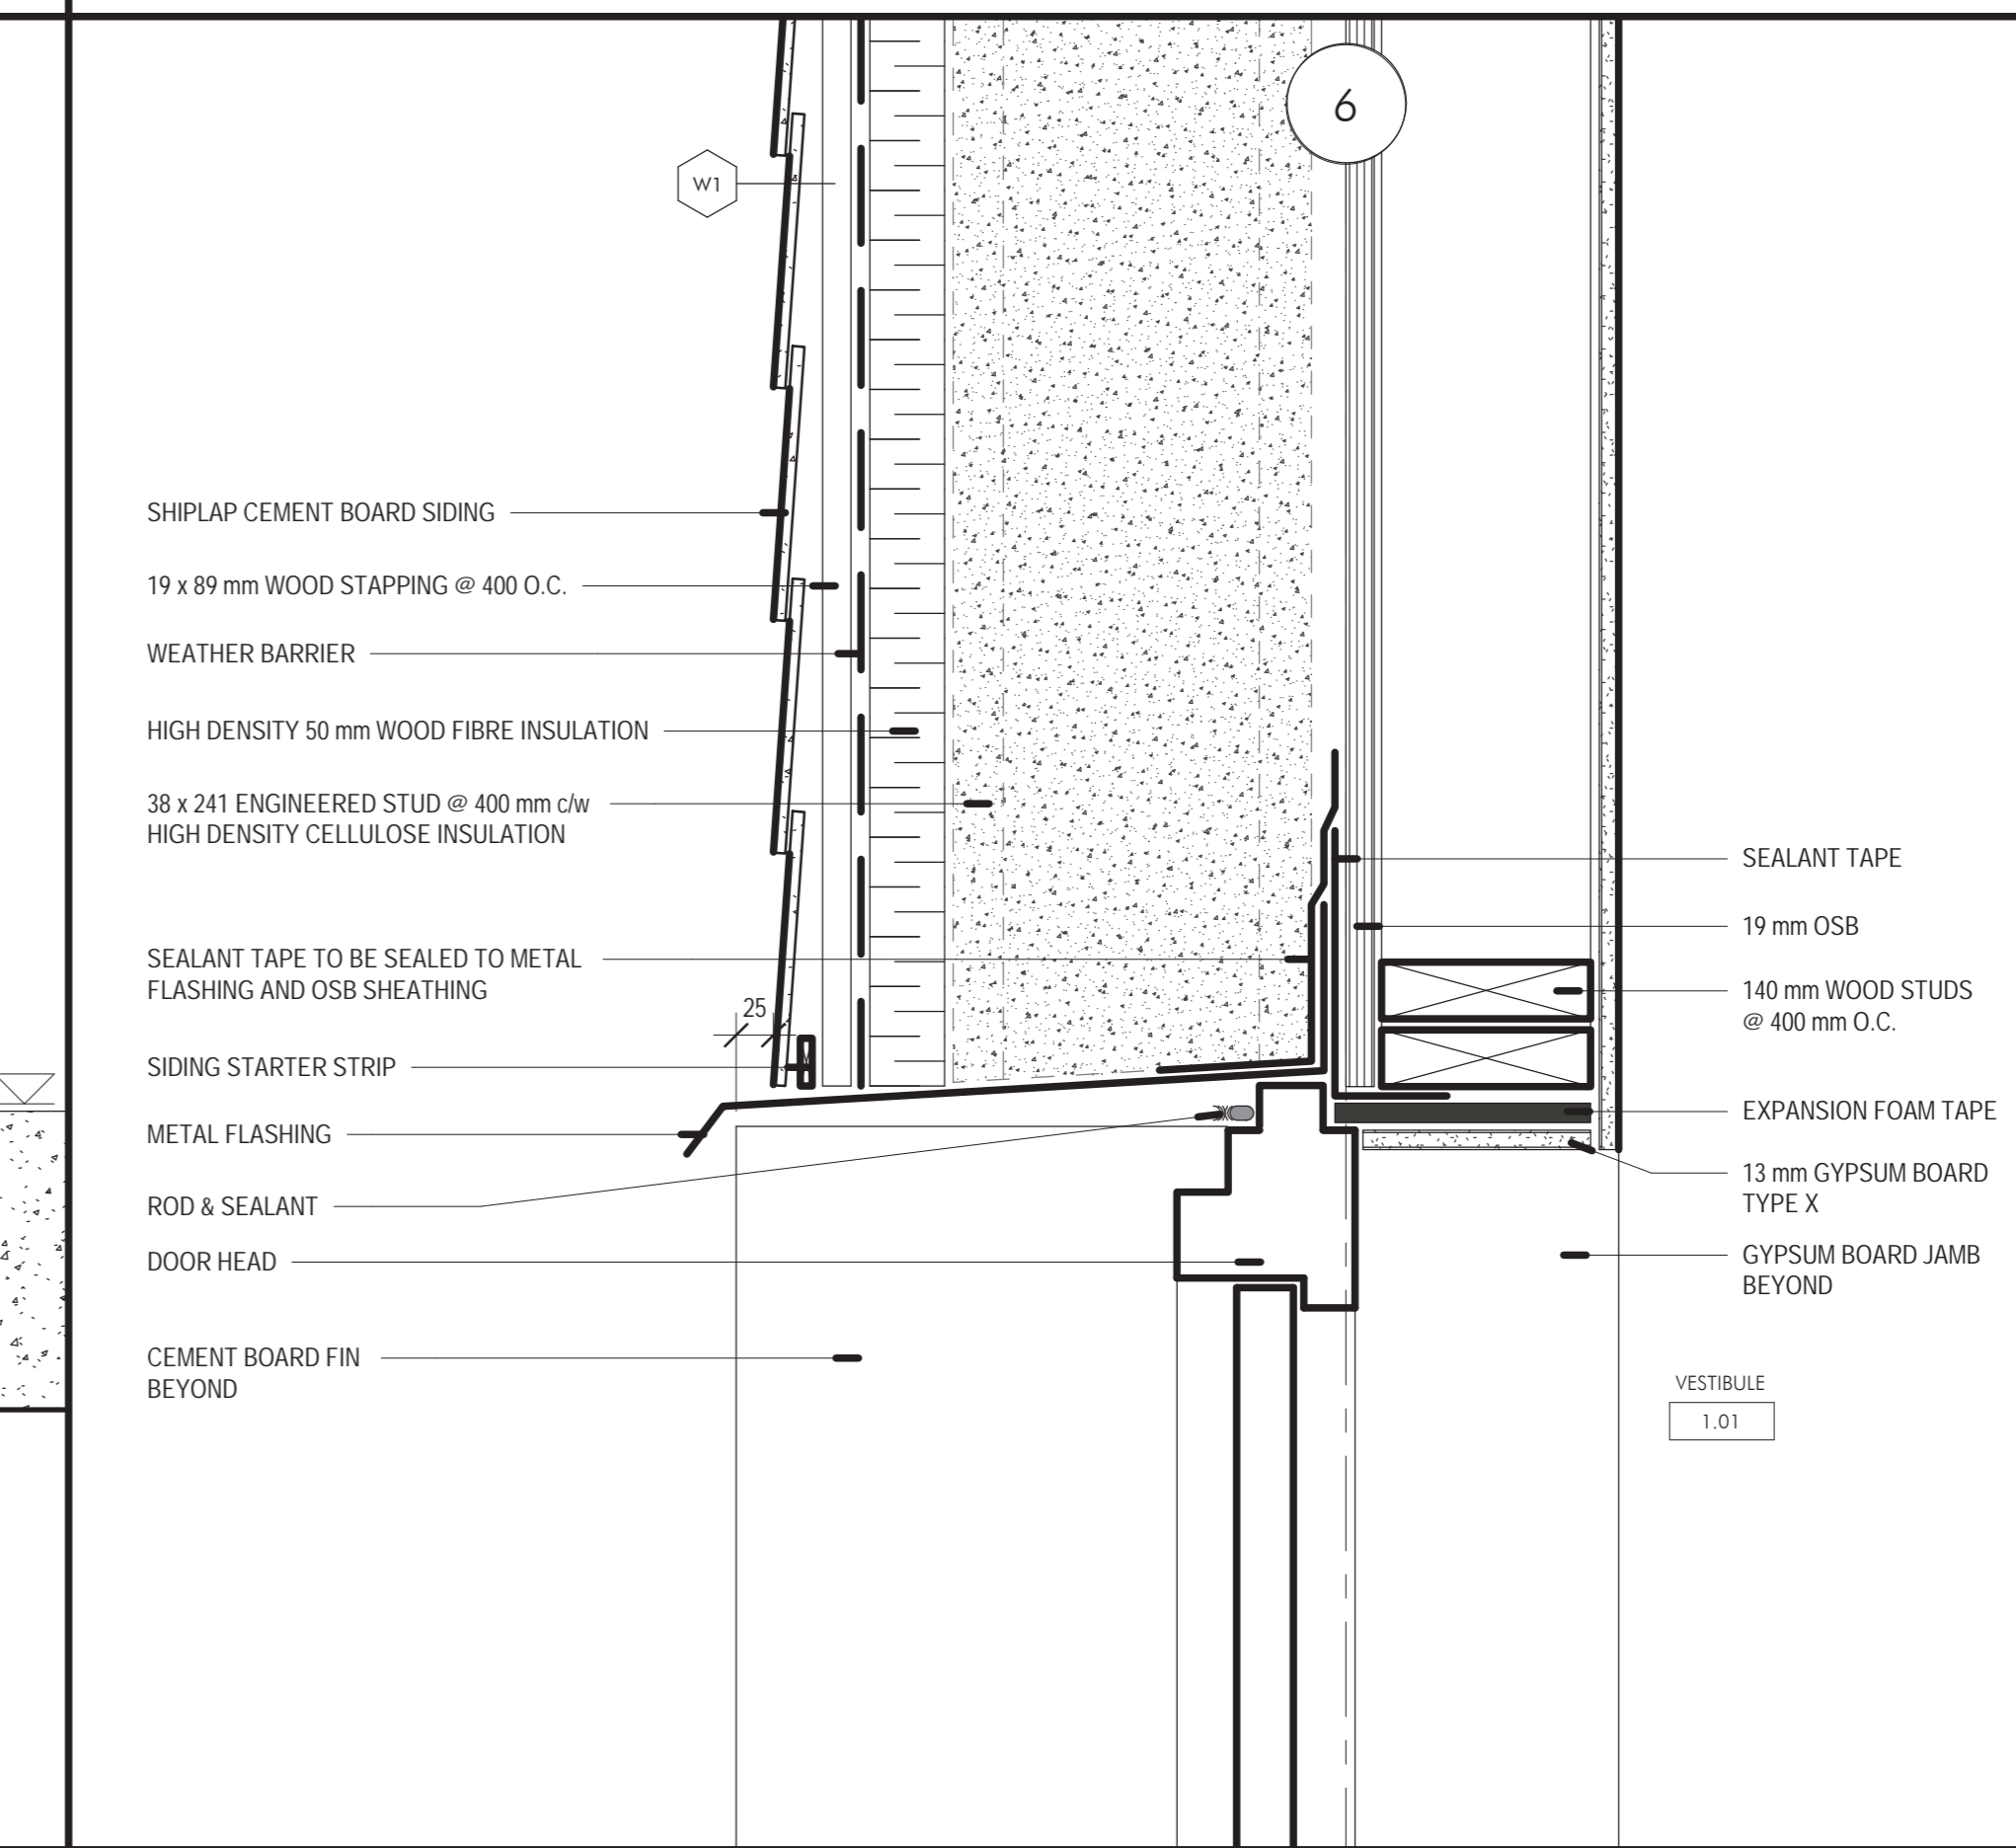 6
W1
SHIPLAP CEMENT BOARD SIDING
19 x 89 mm WOOD STAPPING @ 400 O.C.
WEATHER BARRIER
HIGH DENSITY 50 mm WOOD FIBRE INSULATION
38 x 241 ENGINEERED STUD @ 400 mm c/w
HIGH DENSITY CELLULOSE INSULATION
SEALANT TAPE TO BE SEALED TO METAL
FLASHING AND OSB SHEATHING
25
SIDING STARTER STRIP
METAL FLASHING
ROD & SEALANT
DOOR HEAD
CEMENT BOARD FIN
BEYOND
SEALANT TAPE
19 mm OSB
140 mm WOOD STUDS
@ 400 mm O.C.
EXPANSION FOAM TAPE
13 mm GYPSUM BOARD
TYPE X
GYPSUM BOARD JAMB
BEYOND
VESTIBULE
1.01